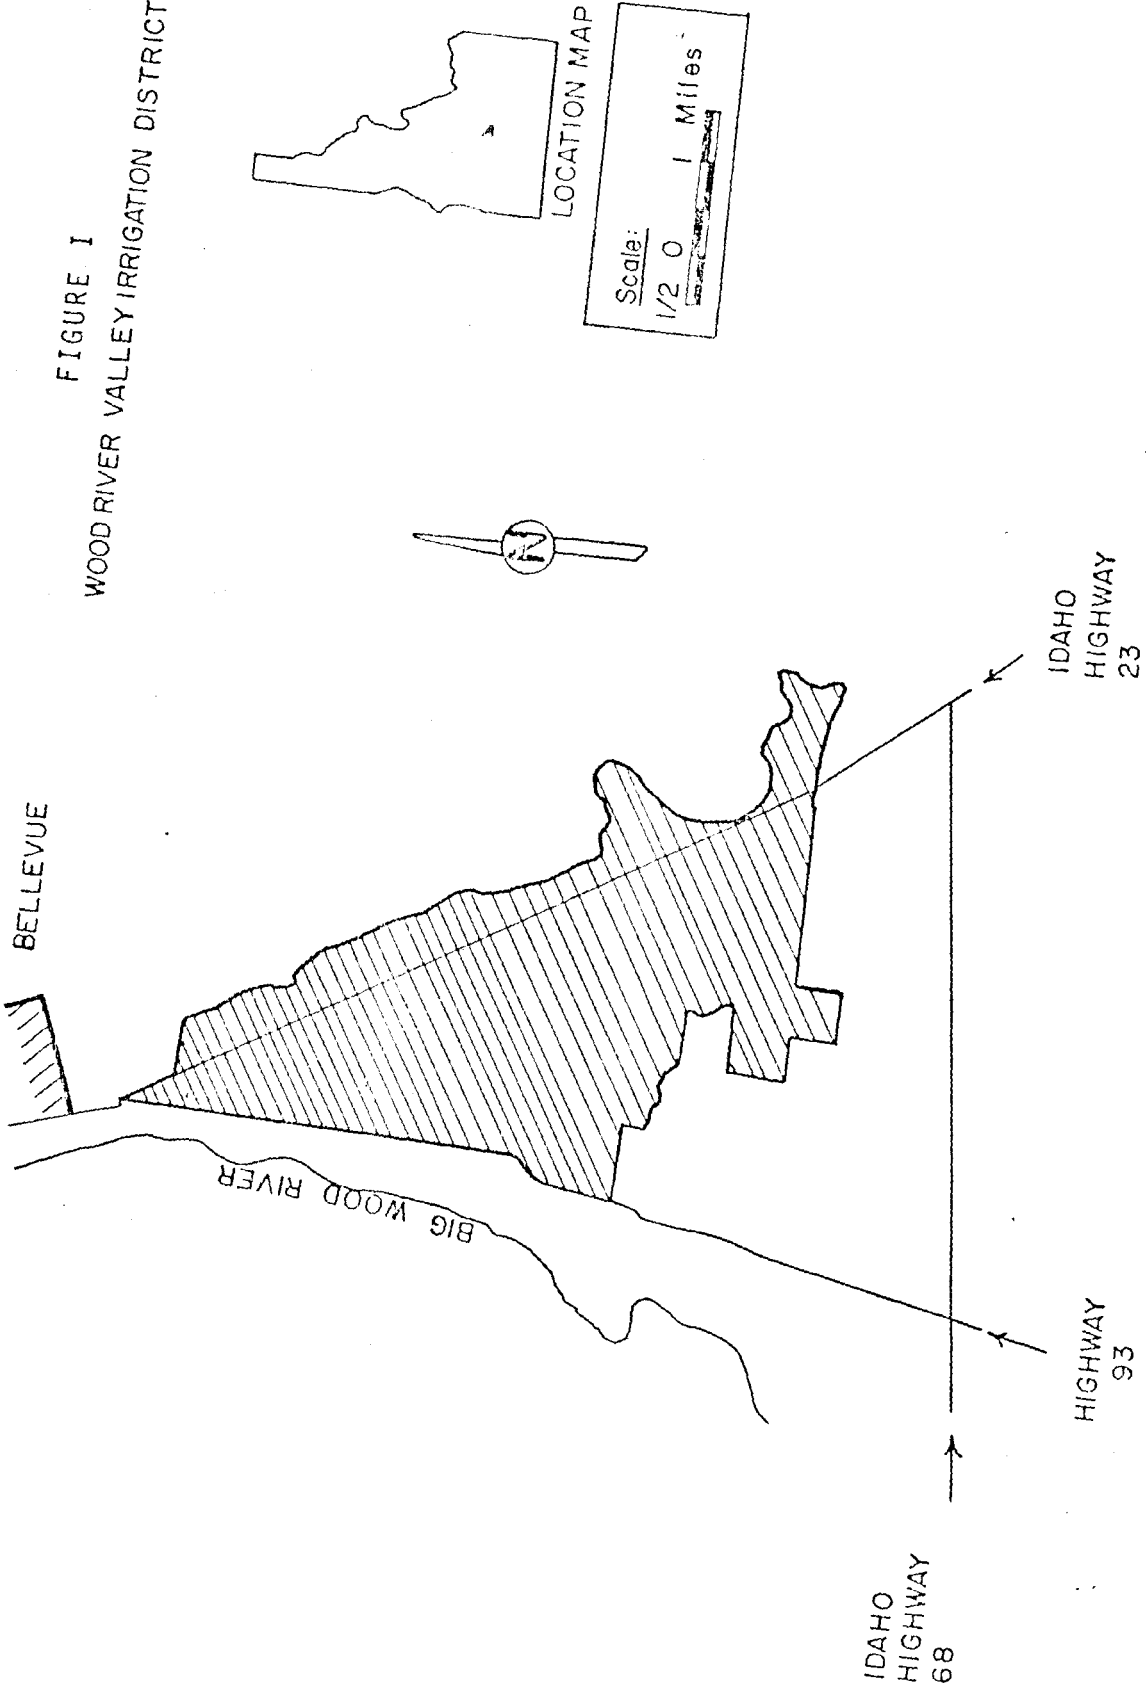 FIGURE I
WOOD RIVER VALLEY IRRIGATION DISTRICT
LOCATION MAP
Scale:
1/2 0 1 Miles
N
BELLEVUE
BIG WOOD RIVER
IDAHO
HIGHWAY
68
HIGHWAY
93
IDAHO
HIGHWAY
23